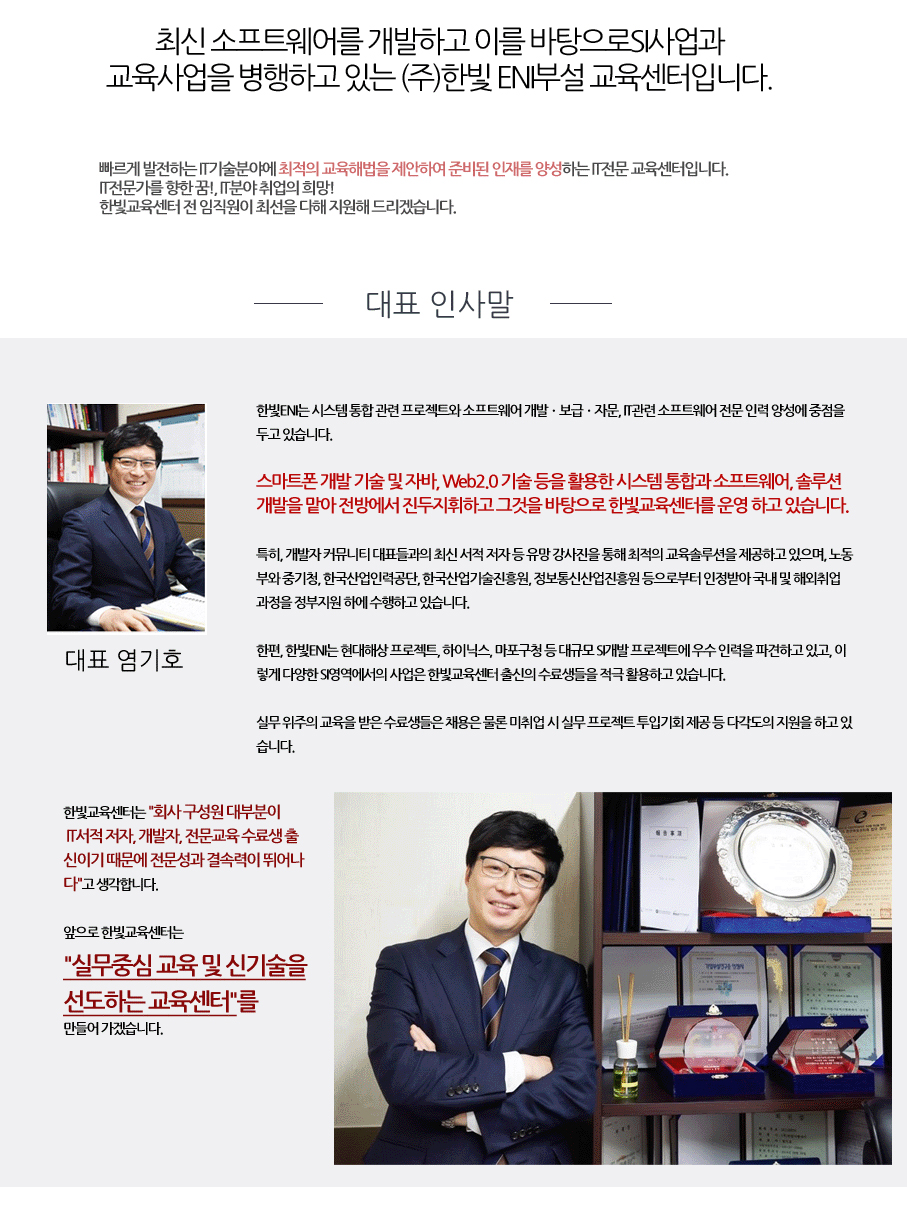 최신 소프트웨어를 개발하고 이를 바탕으로SI사업과
교육사업을 병행하고 있는 (주)한빛 ENI부설 교육센터입니다.
빠르게 발전하는 IT기술분야에 최적의 교육해법을 제안하여 준비된 인재를 양성하는 IT전문 교육센터입니다.
IT전문가를 향한 꿈!, IT분야 취업의 희망!
한빛교육센터 전 임직원이 최선을 다해 지원해 드리겠습니다.
대표 인사말
한빛ENI는 시스템 통합 관련 프로젝트와 소프트웨어 개발 · 보급 · 자문, IT관련 소프트웨어 전문 인력 양성에 중점을
두고 있습니다.
스마트폰 개발 기술 및 자바, Web2.0 기술 등을 활용한 시스템 통합과 소프트웨어, 솔루션
개발을 맡아 전방에서 진두지휘하고 그것을 바탕으로 한빛교육센터를 운영 하고 있습니다.
특히, 개발자 커뮤니티 대표들과의 최신 서적 저자 등 유망 강사진을 통해 최적의 교육솔루션을 제공하고 있으며, 노동
부와 중기청, 한국산업인력공단, 한국산업기술진흥원, 정보통신산업진흥원 등으로부터 인정받아 국내 및 해외취업
과정을 정부지원 하에 수행하고 있습니다.
한편, 한빛ENI는 현대해상 프로젝트, 하이닉스, 마포구청 등 대규모 SI개발 프로젝트에 우수 인력을 파견하고 있고, 이
렇게 다양한 SI영역에서의 사업은 한빛교육센터 출신의 수료생들을 적극 활용하고 있습니다.
실무 위주의 교육을 받은 수료생들은 채용은 물론 미취업 시 실무 프로젝트 투입기회 제공 등 다각도의 지원을 하고 있
습니다.
대표 염기호
한빛교육센터는 "회사 구성원 대부분이
IT서적 저자, 개발자, 전문교육 수료생 출
신이기 때문에 전문성과 결속력이 뛰어나
다"고 생각합니다.
앞으로 한빛교육센터는
"실무중심 교육 및 신기술을
선도하는 교육센터"를
만들어 가겠습니다.